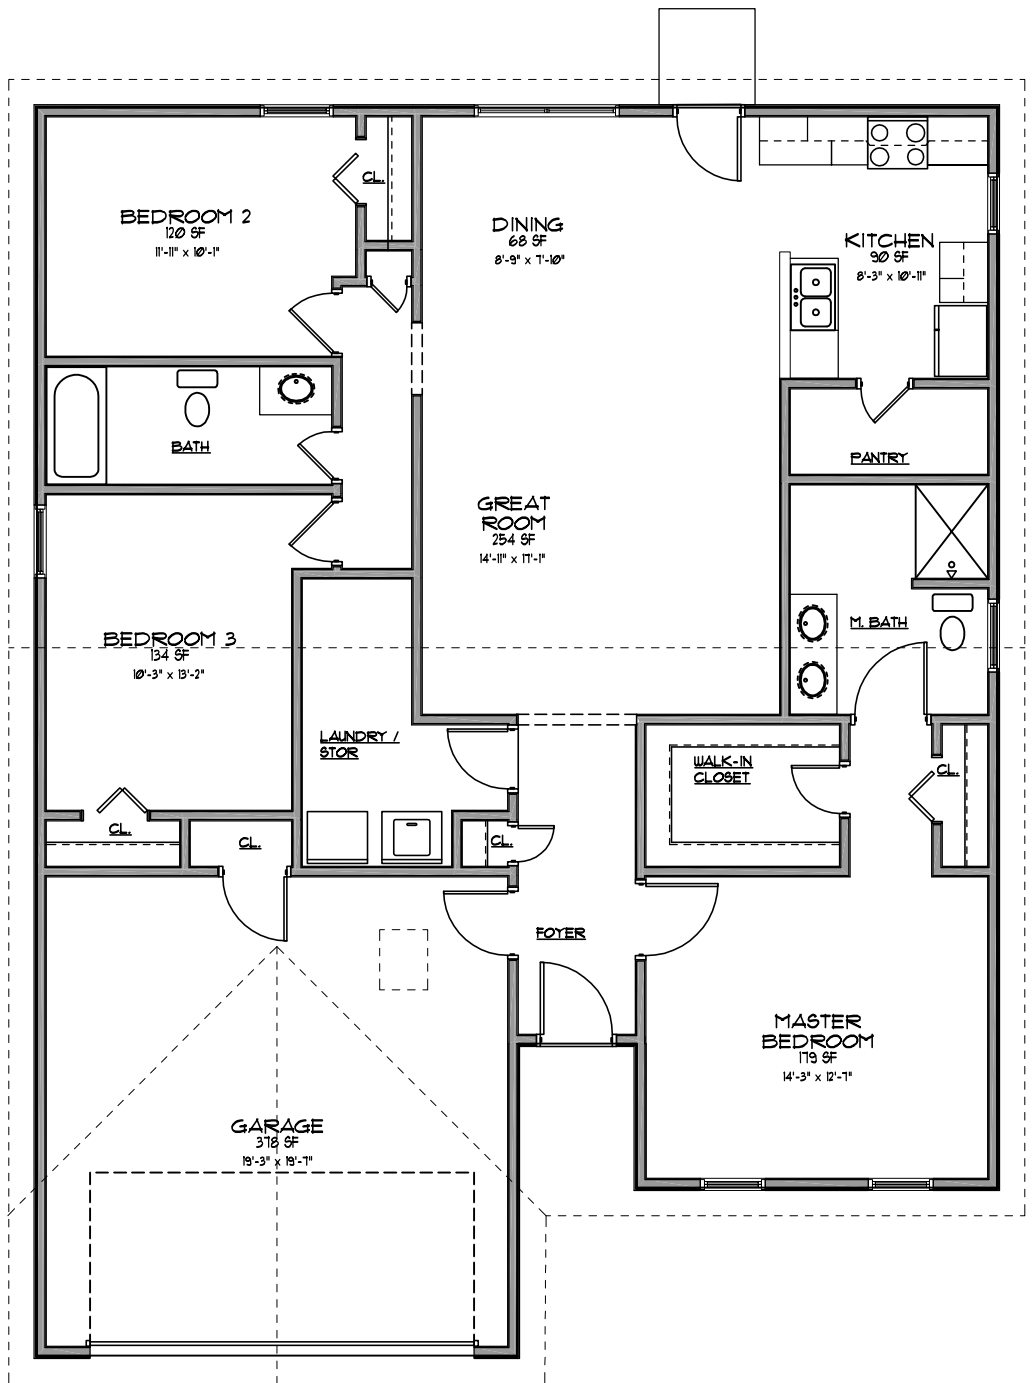 CL.
BEDROOM 2
120 SF
11'-11" x 10'-1"
DINING
68 SF
8'-9" x 7'-10"
KITCHEN
90 SF
8'-3" x 10'-11"
BATH
PANTRY
GREAT
ROOM
254 SF
14'-11" x 17'-1"
M. BATH
BEDROOM 3
134 SF
10'-3" x 13'-2"
LAUNDRY /
STOR
WALK-IN
CLOSET
CL.
CL.
CL.
CL.
FOYER
MASTER
BEDROOM
179 SF
14'-3" x 12'-7"
GARAGE
378 SF
19'-3" x 19'-7"